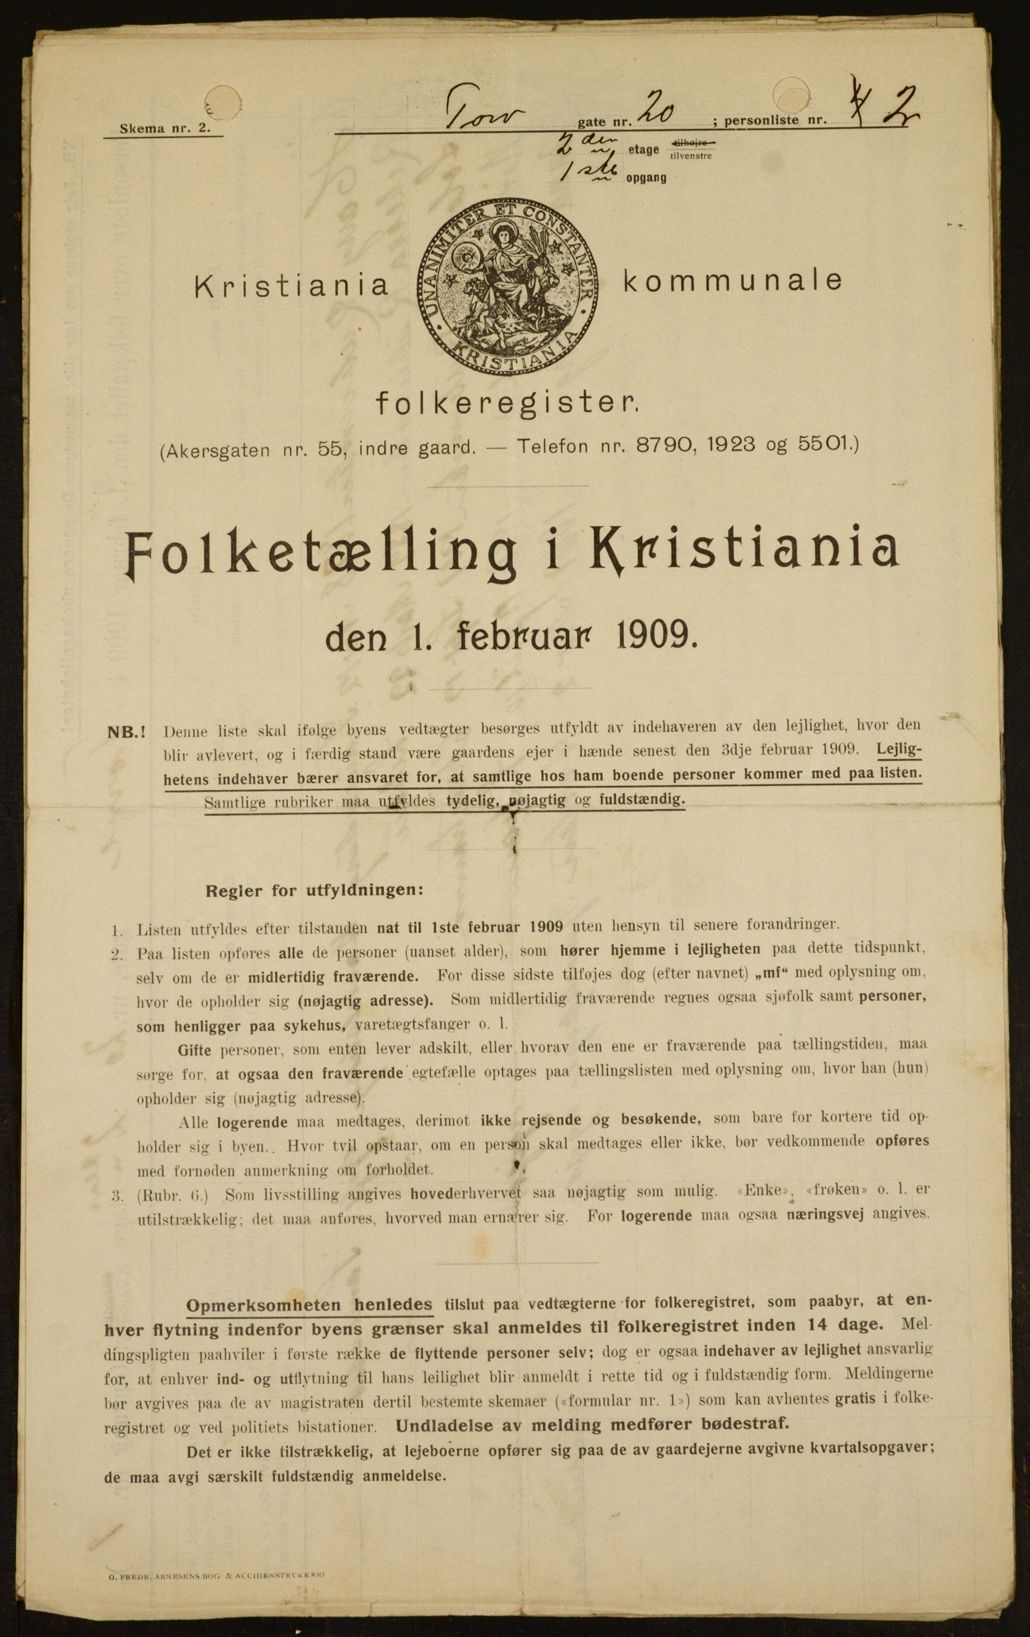 Skema nr. 2.
Torv gate nr. 20 ; personliste nr. 4 2
2den etage tilhøjre
tilvenstre
1ste opgang
UNANIMITER ET CONSTANTER
KRISTIANIA
Kristiania kommunale
folkeregister.
(Akersgaten nr. 55, indre gaard. — Telefon nr. 8790, 1923 og 5501.)
Folketælling i Kristiania
den 1. februar 1909.
NB.! Denne liste skal ifølge byens vedtægter besørges utfyldt av indehaveren av den lejlighet, hvor den
blir avlevert, og i færdig stand være gaardens ejer i hænde senest den 3dje februar 1909. Lejlig-
hetens indehaver bærer ansvaret for, at samtlige hos ham boende personer kommer med paa listen.
Samtlige rubriker maa utfyldes tydelig, nøjagtig og fuldstændig.
Regler for utfyldningen:
1. Listen utfyldes efter tilstanden nat til 1ste februar 1909 uten hensyn til senere forandringer.
2. Paa listen opføres alle de personer (uanset alder), som hører hjemme i lejligheten paa dette tidspunkt,
selv om de er midlertidig fraværende. For disse sidste tilføjes dog (efter navnet) „mf“ med oplysning om,
hvor de opholder sig (nøjagtig adresse). Som midlertidig fraværende regnes ogsaa sjøfolk samt personer,
som henligger paa sykehus, varetægtsfanger o. l.
Gifte personer, som enten lever adskilt, eller hvorav den ene er fraværende paa tællingstiden, maa
sørge for, at ogsaa den fraværende egtefælle optages paa tællingslisten med oplysning om, hvor han (hun)
opholder sig (nøjagtig adresse).
Alle logerende maa medtages, derimot ikke rejsende og besøkende, som bare for kortere tid op-
holder sig i byen. Hvor tvil opstaar, om en person skal medtages eller ikke, bør vedkommende opføres
med fornøden anmerkning om forholdet.
3. (Rubr. 6.) Som livsstilling angives hovederhvervet saa nøjagtig som mulig. «Enke», «frøken» o. l. er
utilstrækkelig; det maa anføres, hvorved man ernærer sig. For logerende maa ogsaa næringsvej angives.
Opmerksomheten henledes tilslut paa vedtægterne for folkeregistret, som paabyr, at en-
hver flytning indenfor byens grænser skal anmeldes til folkeregistret inden 14 dage. Mel-
dingspligten paahviler i første række de flyttende personer selv; dog er ogsaa indehaver av lejlighet ansvarlig
for, at enhver ind- og utflytning til hans leilighet blir anmeldt i rette tid og i fuldstændig form. Meldingerne
bør avgives paa de av magistraten dertil bestemte skemaer («formular nr. 1») som kan avhentes gratis i folke-
registret og ved politiets bistationer. Undladelse av melding medfører bødestraf.
Det er ikke tilstrækkelig, at lejeboerne opfører sig paa de av gaardejerne avgivne kvartalsopgaver;
de maa avgi særskilt fuldstændig anmeldelse.
O. FREDR. ARNESENS BOG- & ACCIDENSTRYKKERI